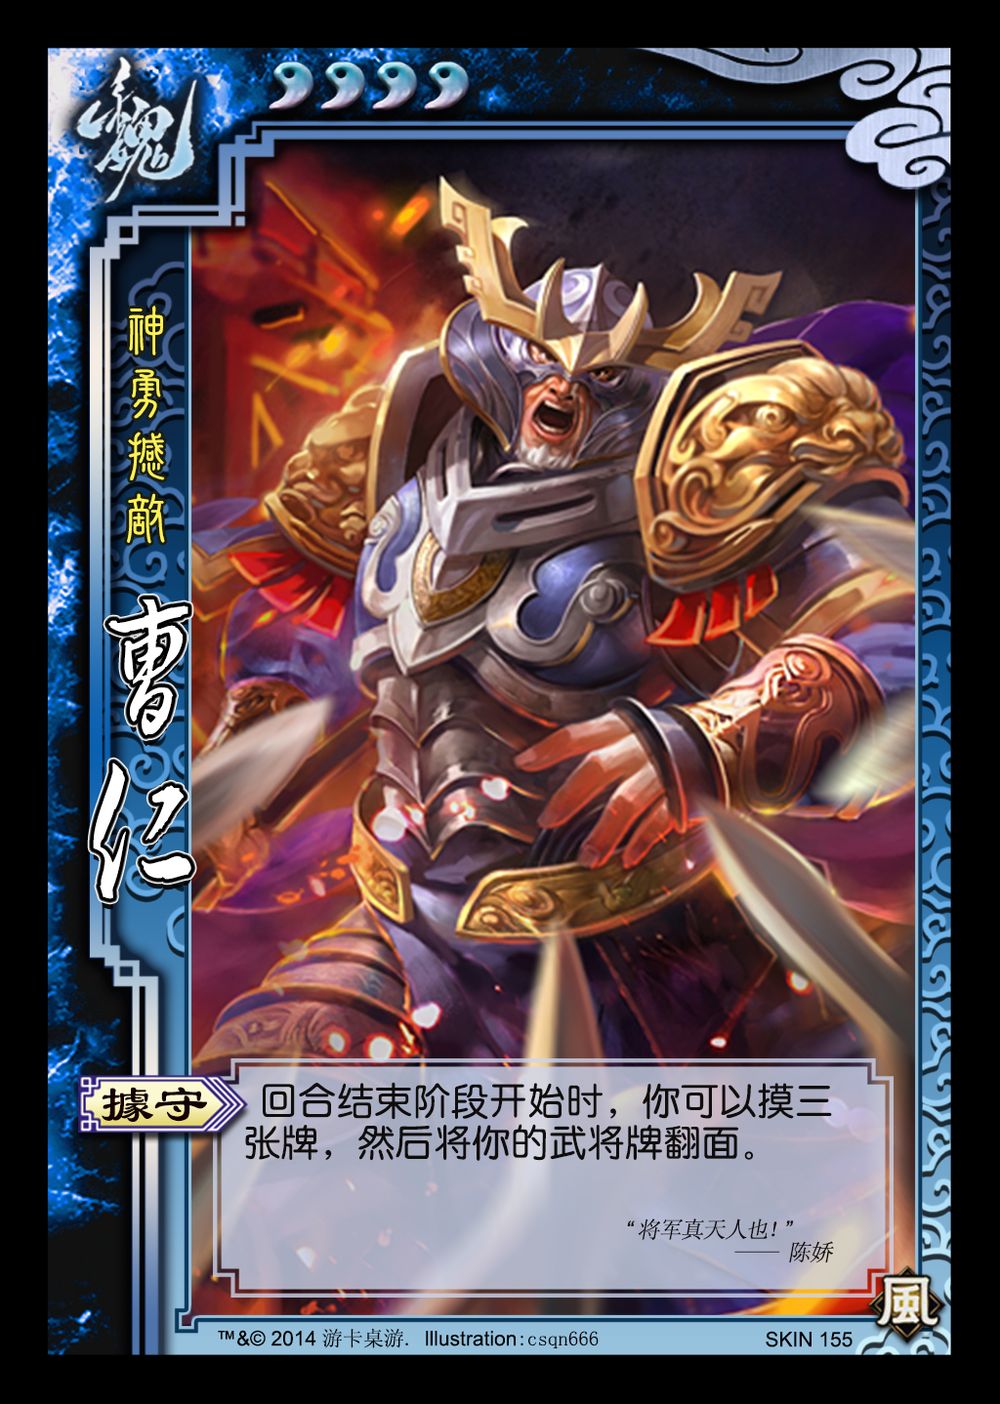 魏
神勇撼敵
曹仁
據守
回合结束阶段开始时，你可以摸三
张牌，然后将你的武将牌翻面。
“将军真天人也！”
—— 陈娇
風
™&© 2014 游卡桌游. Illustration:csqn666
SKIN 155